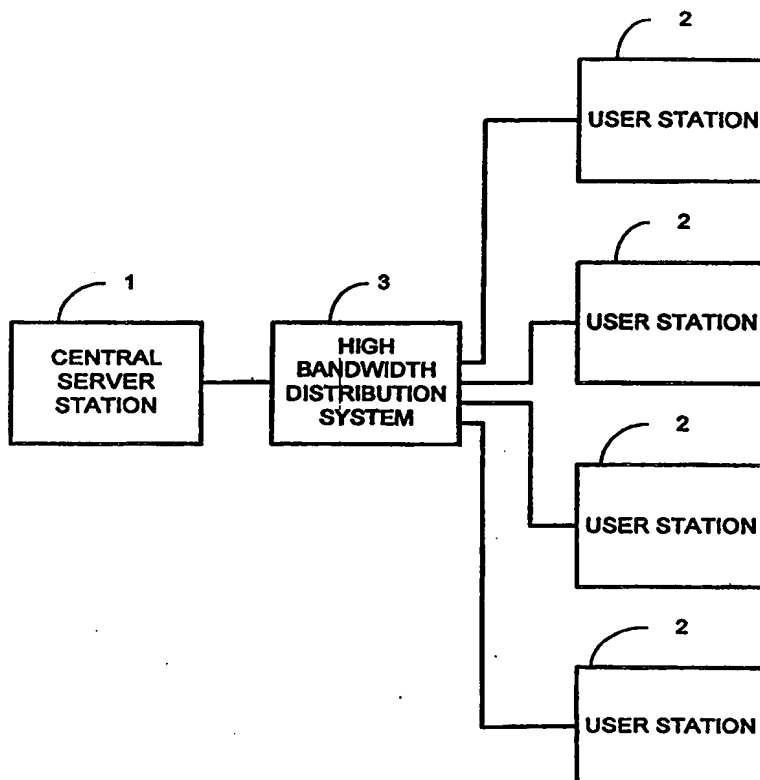 2
USER STATION
2
USER STATION
1
CENTRAL
SERVER
STATION
3
HIGH
BANDWIDTH
DISTRIBUTION
SYSTEM
2
USER STATION
2
USER STATION